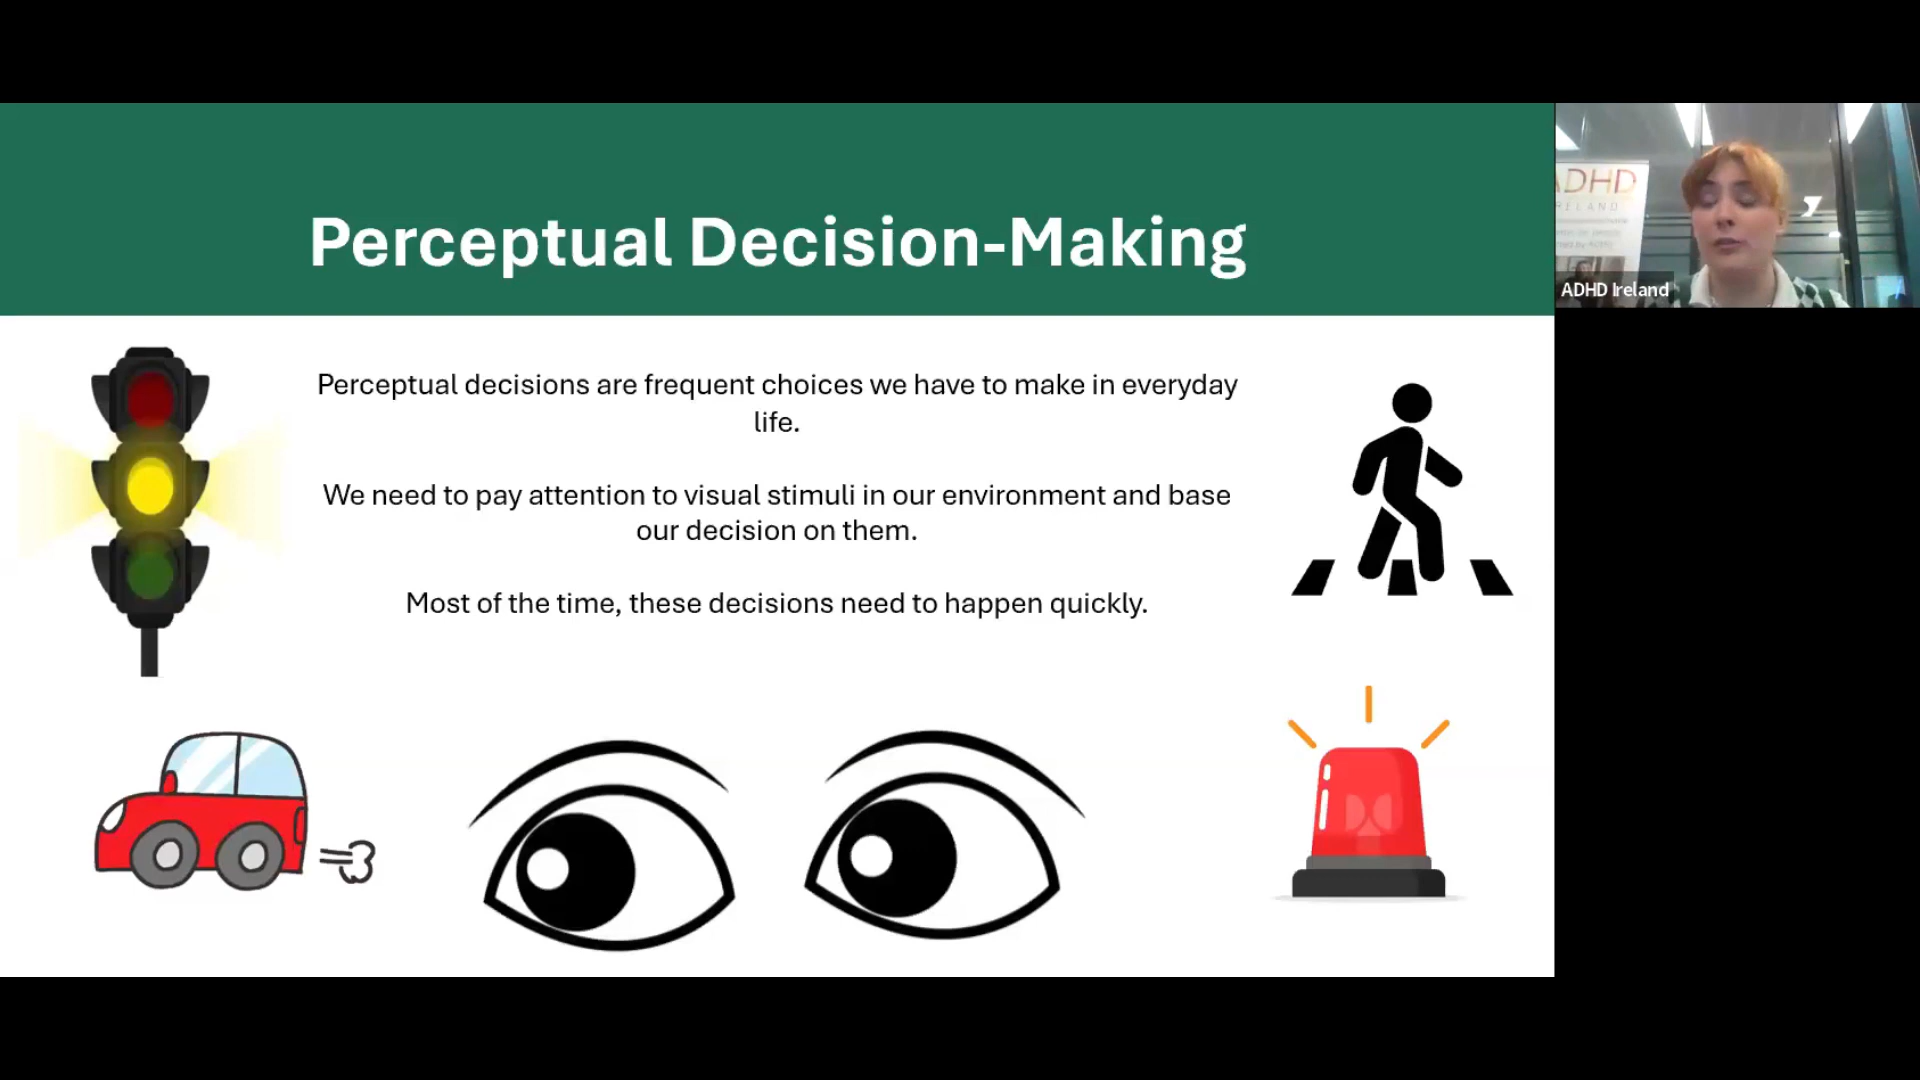 Perceptual Decision-Making
Perceptual decisions are frequent choices we have to make in everyday
life.
We need to pay attention to visual stimuli in our environment and base
our decision on them.
Most of the time, these decisions need to happen quickly.
ADHD
ADHD Ireland